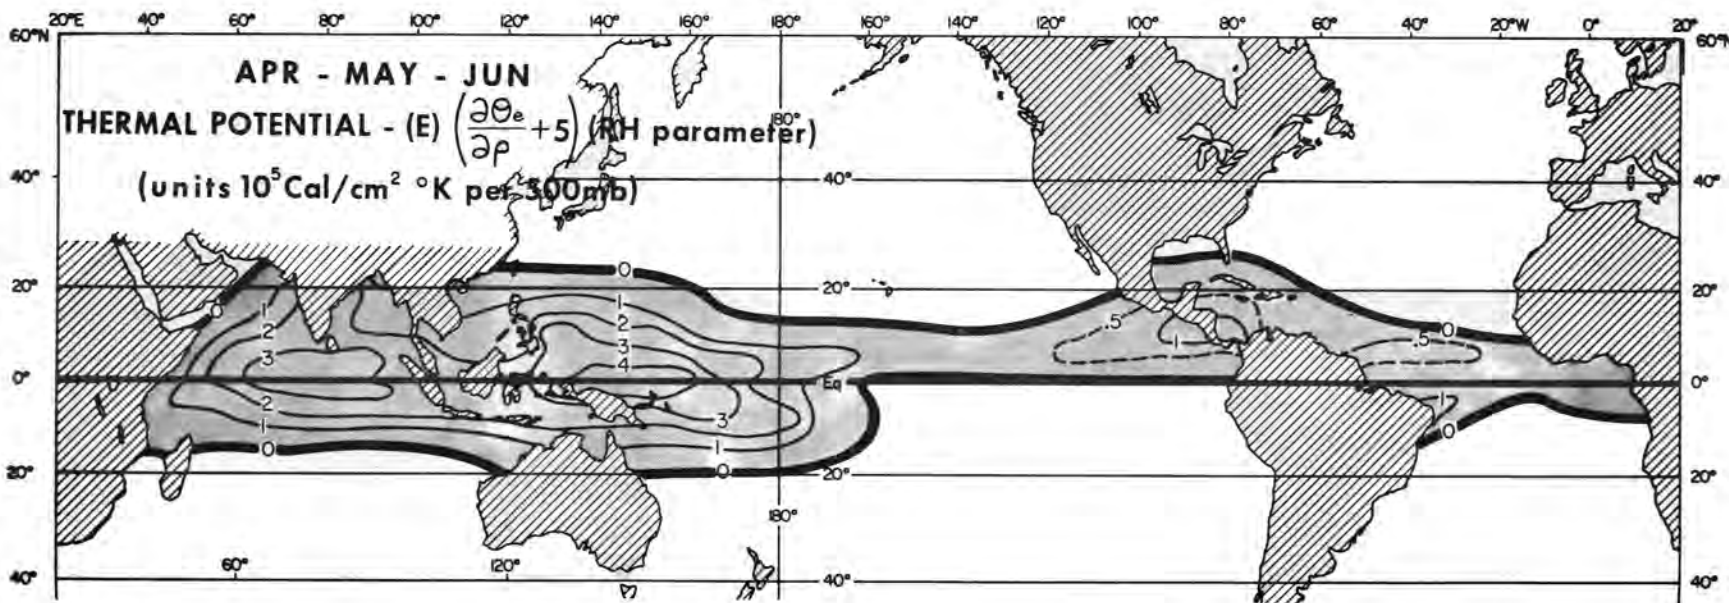 20°E 40° 60° 80° 100° 120° 140° 160° 180° 160° 140° 120° 100° 80° 60° 40° 20°W 0° 20°
60°N 60°N
APR - MAY - JUN
THERMAL POTENTIAL - (E) (∂θe/∂p +5) (RH parameter)
180°
(units 10⁵Cal/cm² °K per 500mb)
40° 40° 40°
0 0
20° 20° 20°
1 1 .5 0
2 2 1 .5
3 3
4
0° Eq 0°
2 1
1 3 0
0 1
20° 0 20° 20°
180°
60° 120°
40° 40° 40°